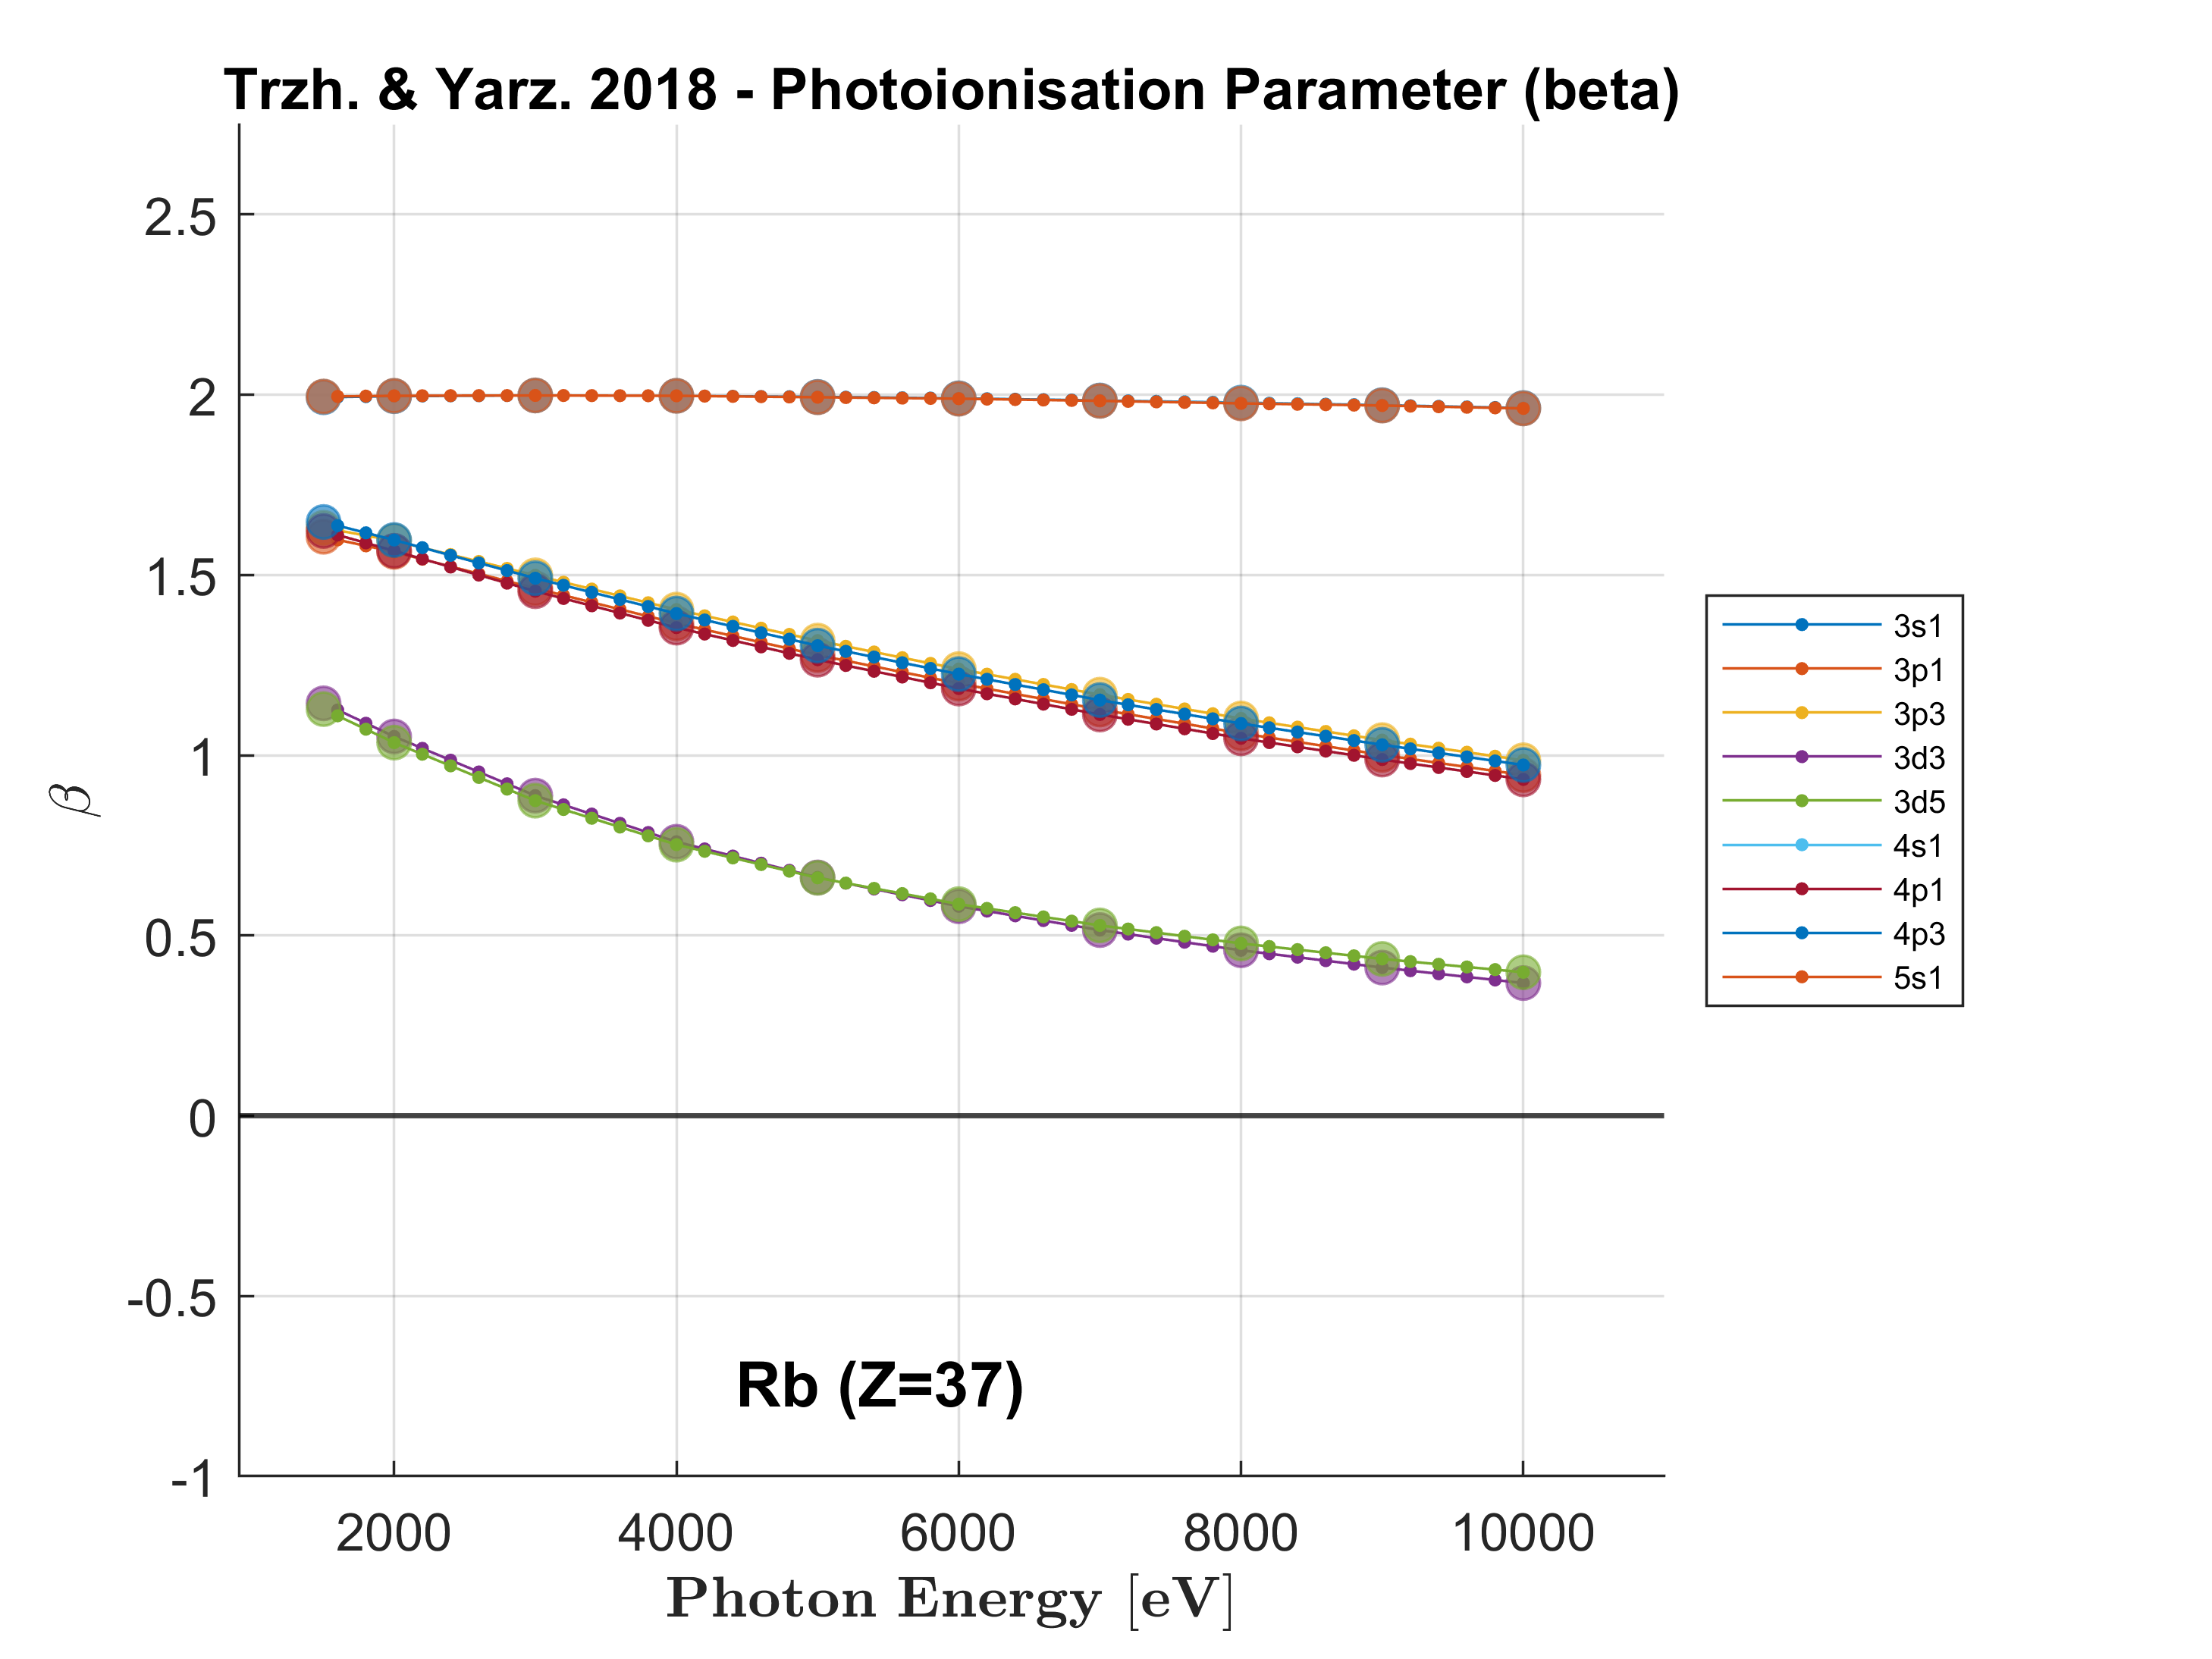 Trzh. & Yarz. 2018 - Photoionisation Parameter (beta)
2.5
2
1.5
1
0.5
0
-0.5
-1
β
2000 4000 6000 8000 10000
Photon Energy [eV]
Rb (Z=37)
3s1
3p1
3p3
3d3
3d5
4s1
4p1
4p3
5s1